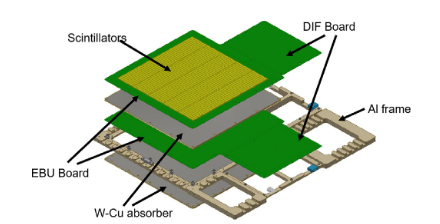 DIF Board
Scintillators
Al frame
EBU Board
W-Cu absorber